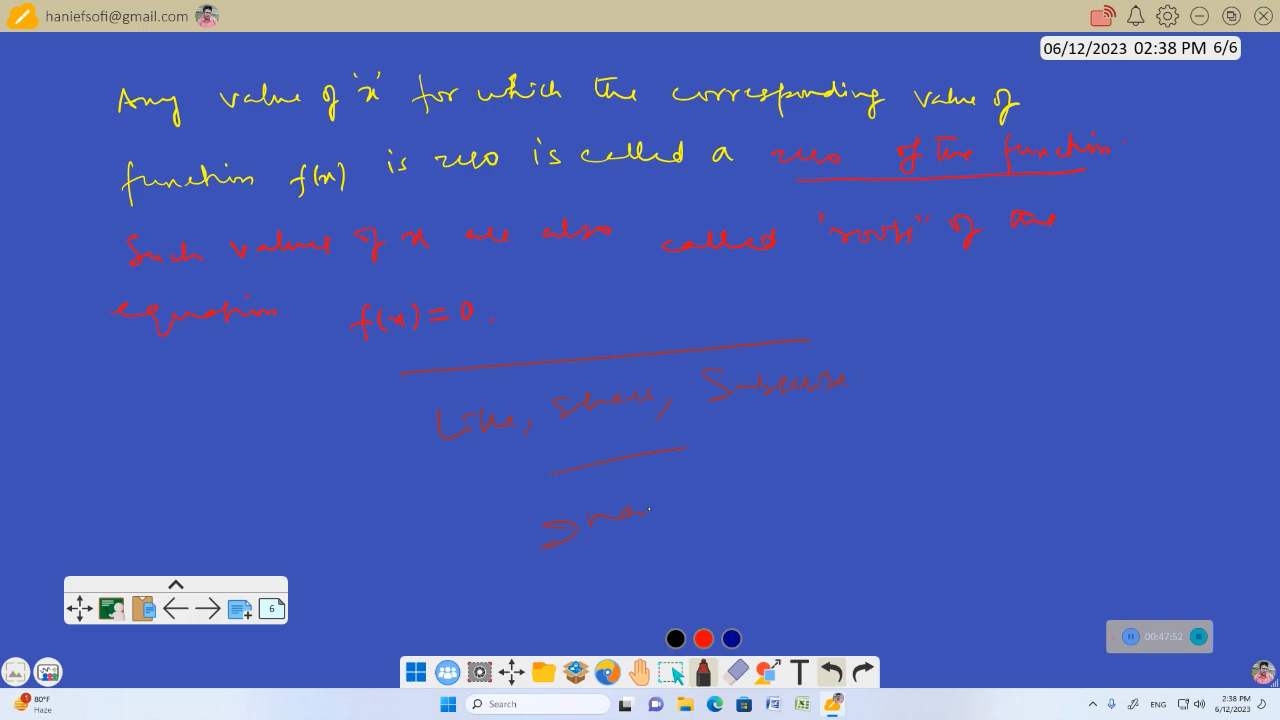 haniefsofi@gmail.com
06/12/2023 02:38 PM 6/6
Any value of 'x' for which the corresponding value of
function f(x) is zero is called a zero of the function.
Such values of x are also called "roots" of the
equation f(x) = 0.
Like, Share, Subscribe
6
00:47:52
T
1
80°F
Haze
Search
ENG
2:38 PM
6/12/2023